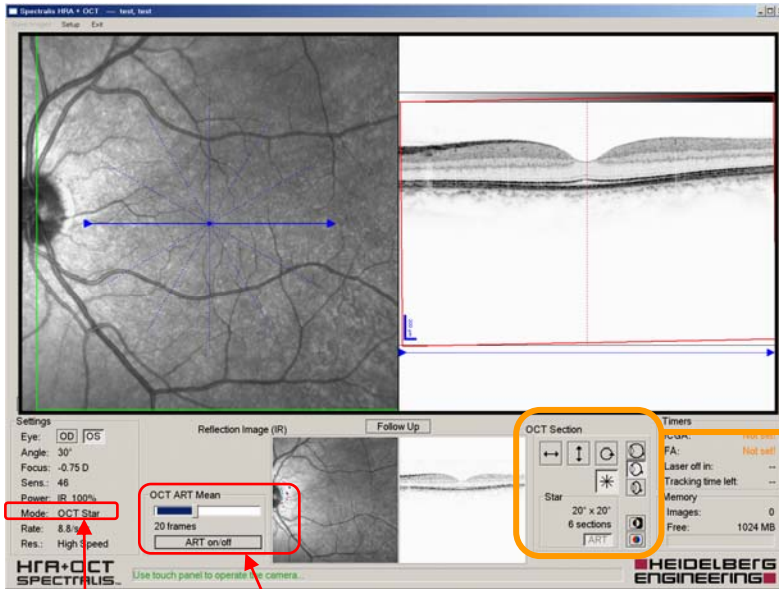 Spectralis HRA + OCT --- test, test
Setup Exit
Settings
Eye: OD OS
Angle: 30°
Focus: -0.75 D
Sens.: 46
Power: IR 100%
Mode: OCT Star
Rate: 8.8/s
Res.: High Speed
OCT ART Mean
20 frames
ART on/off
Reflection Image (IR)
Follow Up
OCT Section
Star
20° x 20°
6 sections
ART
Timers
ICGA: Not set!
FA: Not set!
Laser off in: --
Tracking time left: --
Memory
Images: 0
Free: 1024 MB
HRA+OCT
SPECTRALIS
Use touch panel to operate the camera...
HEIDELBERG
ENGINEERING